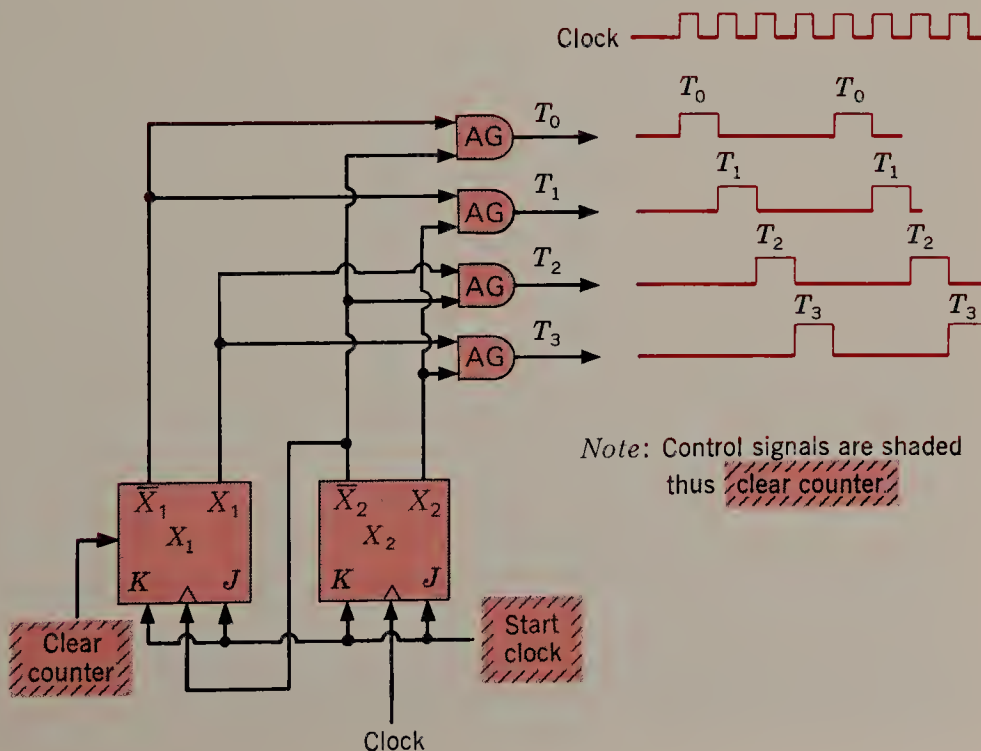 Clock
T₀ T₀
AG T₀
AG T₁
T₁ T₁
AG T₂
T₂ T₂
AG T₃
T₃ T₃
Note: Control signals are shaded
thus clear counter
X̅₁ X₁
X₁
K J
X̅₂ X₂
X₂
K J
Clear
counter
Start
clock
Clock